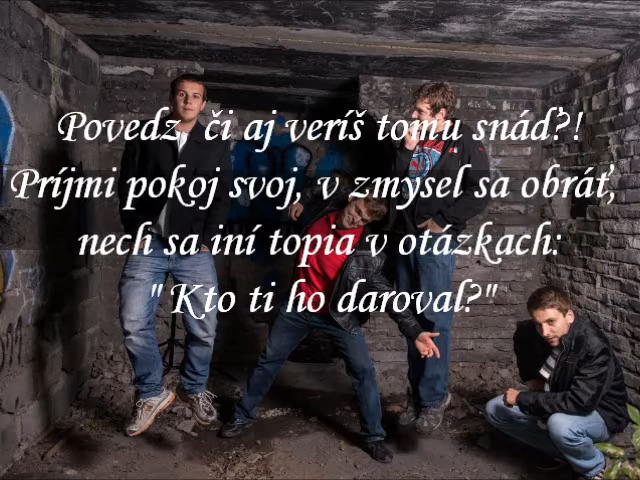 Povedz, či aj veríš tomu snáď?!
Príjmi pokoj svoj, v zmysel sa obráť,
nech sa iní topia v otázkach:
"Kto ti ho daroval?"